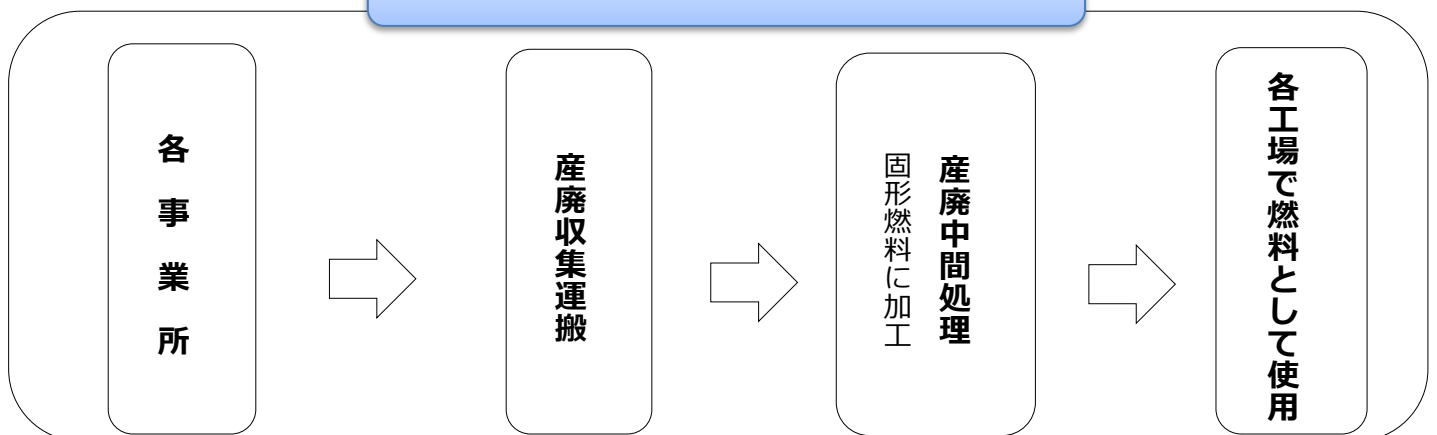 各事業所
産廃収集運搬
産廃中間処理
固形燃料に加工
各工場で燃料として使用